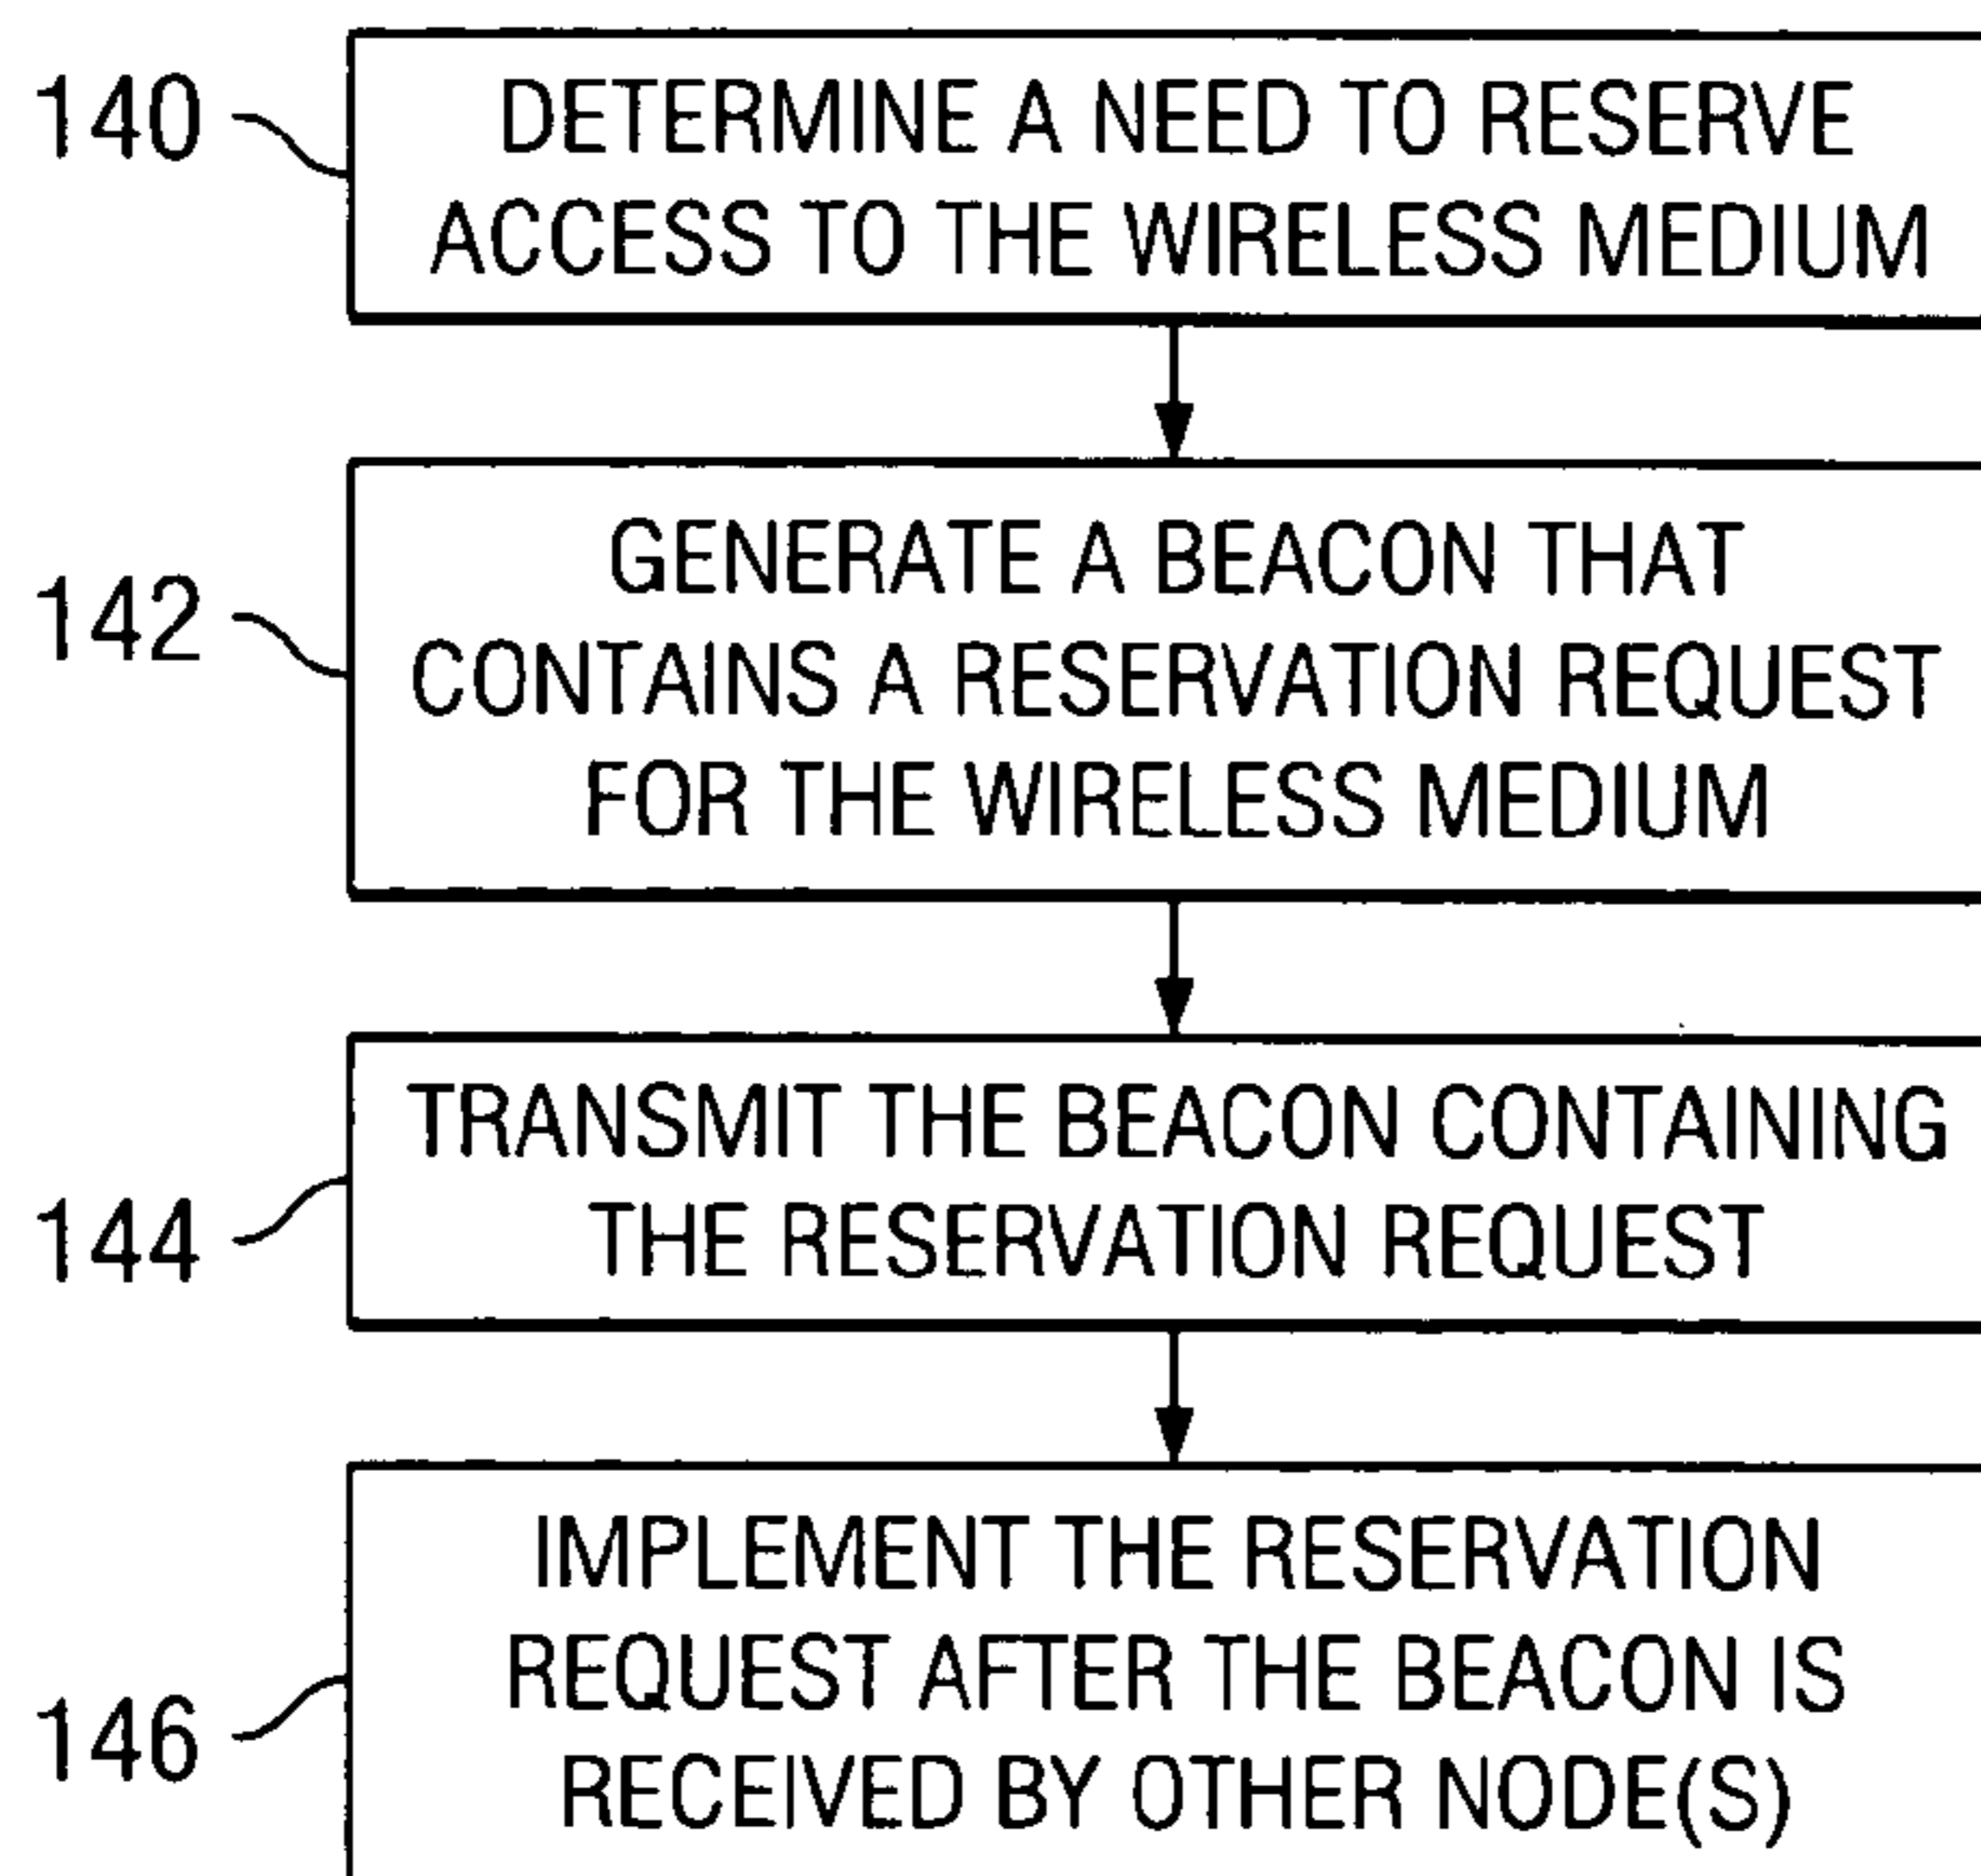 140
DETERMINE A NEED TO RESERVE
ACCESS TO THE WIRELESS MEDIUM
142
GENERATE A BEACON THAT
CONTAINS A RESERVATION REQUEST
FOR THE WIRELESS MEDIUM
144
TRANSMIT THE BEACON CONTAINING
THE RESERVATION REQUEST
146
IMPLEMENT THE RESERVATION
REQUEST AFTER THE BEACON IS
RECEIVED BY OTHER NODE(S)